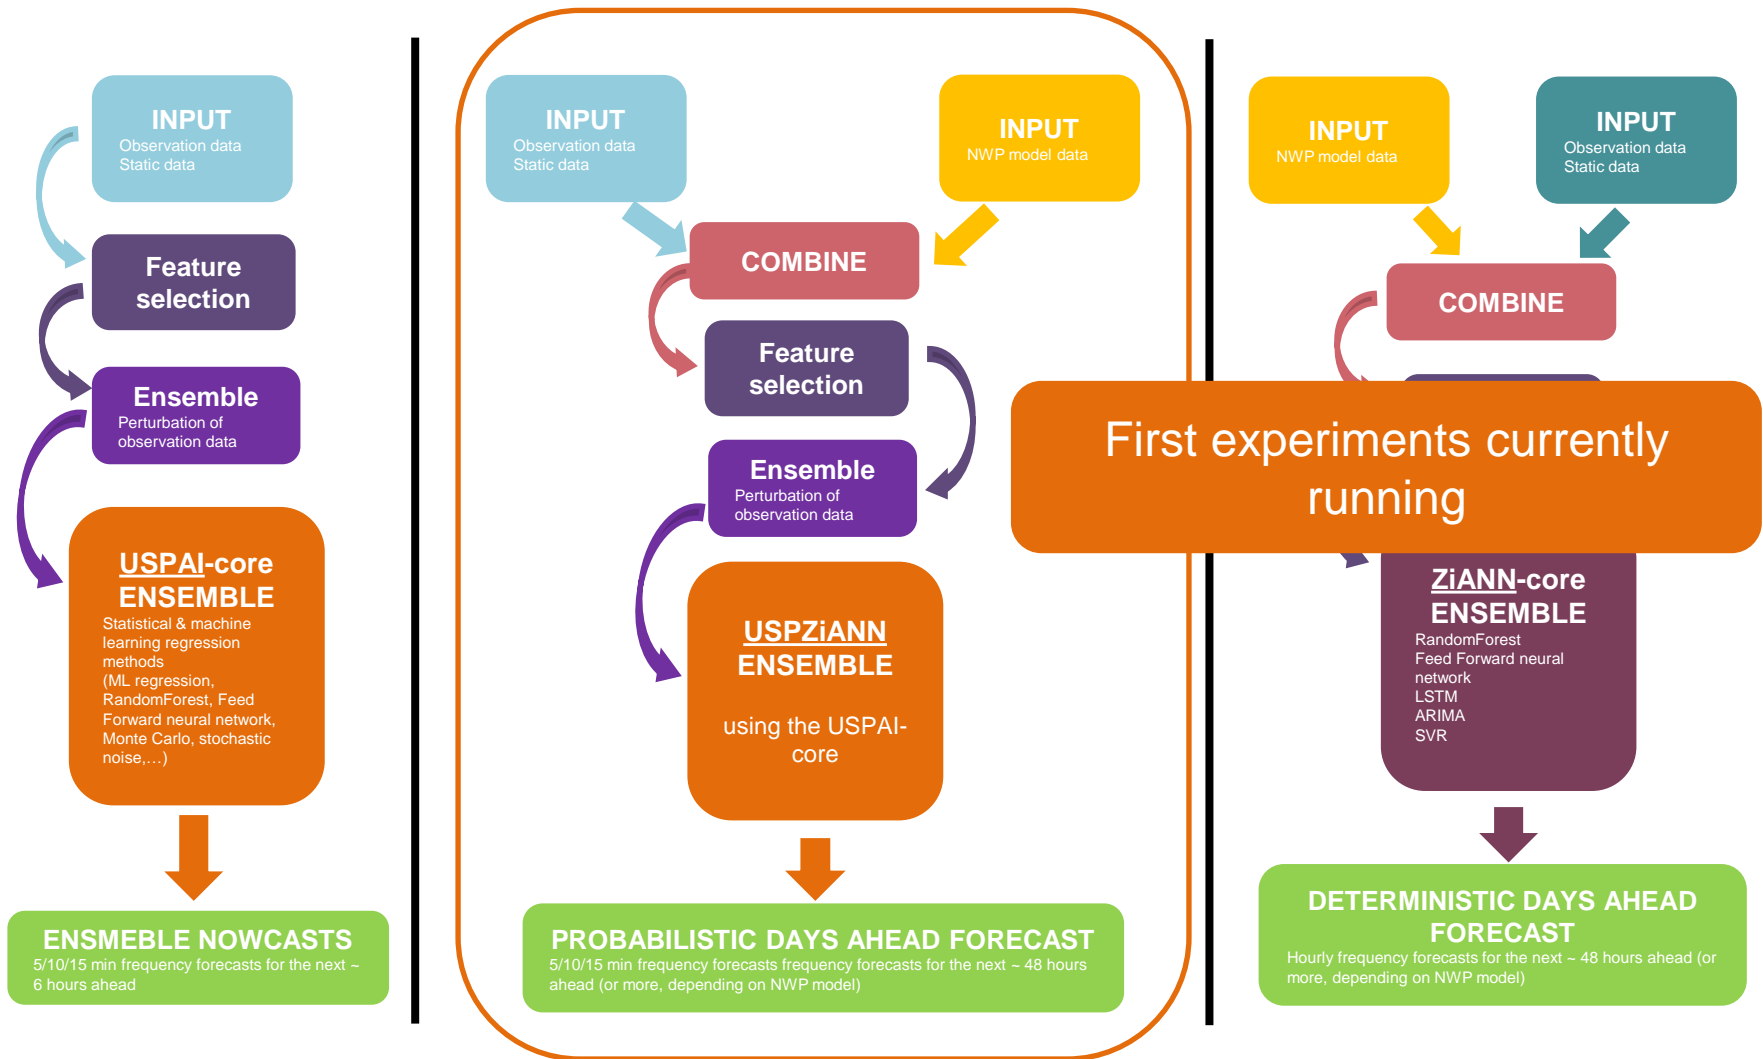 INPUT
Observation data
Static data
Feature
selection
Ensemble
Perturbation of
observation data
USPAI-core
ENSEMBLE
Statistical & machine
learning regression
methods
(ML regression,
RandomForest, Feed
Forward neural network,
Monte Carlo, stochastic
noise,...)
ENSMEBLE NOWCASTS
5/10/15 min frequency forecasts for the next ~
6 hours ahead
INPUT
Observation data
Static data
INPUT
NWP model data
COMBINE
Feature
selection
Ensemble
Perturbation of
observation data
USPZiANN
ENSEMBLE
using the USPAI-
core
PROBABILISTIC DAYS AHEAD FORECAST
5/10/15 min frequency forecasts frequency forecasts for the next ~ 48 hours
ahead (or more, depending on NWP model)
INPUT
NWP model data
INPUT
Observation data
Static data
COMBINE
First experiments currently
running
ZiANN-core
ENSEMBLE
RandomForest
Feed Forward neural
network
LSTM
ARIMA
SVR
DETERMINISTIC DAYS AHEAD
FORECAST
Hourly frequency forecasts for the next ~ 48 hours ahead (or
more, depending on NWP model)